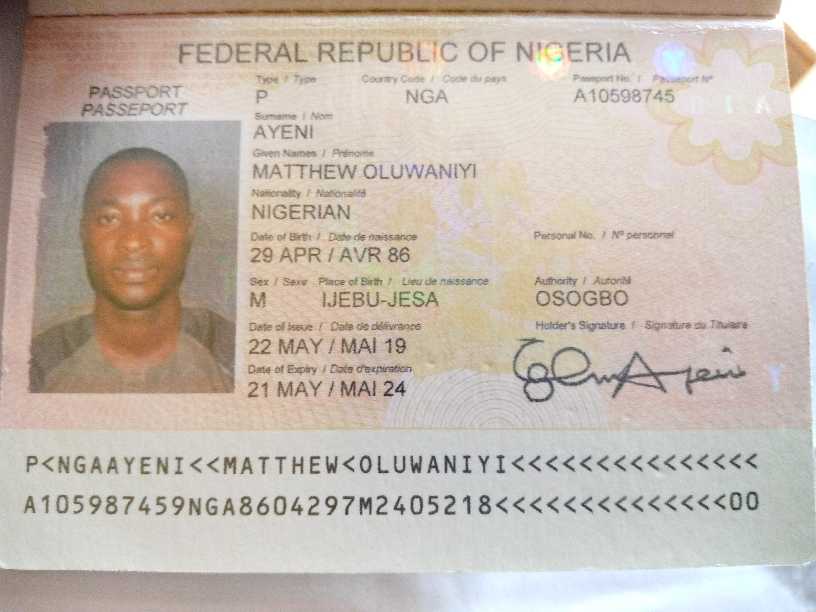 FEDERAL REPUBLIC OF NIGERIA
PASSPORT
PASSEPORT
Type / Type Country Code / Code du pays Passport No. / Passeport N°
P NGA A10598745
Surname / Nom
AYENI
Given Names / Prénoms
MATTHEW OLUWANIYI
Nationality / Nationalité
NIGERIAN
Date of Birth / Date de naissance Personal No. / N° personnel
29 APR / AVR 86
Sex / Sexe Place of Birth / Lieu de naissance Authority / Autorité
M IJEBU-JESA OSOGBO
Date of Issue / Date de délivrance Holder's Signature / Signature du Titulaire
22 MAY / MAI 19
Date of Expiry / Date d'expiration
21 MAY / MAI 24
P<NGAAYENI<<MATTHEW<OLUWANIYI<<<<<<<<<<<<<<<
A105987459NGA8604297M2405218<<<<<<<<<<<<<<00